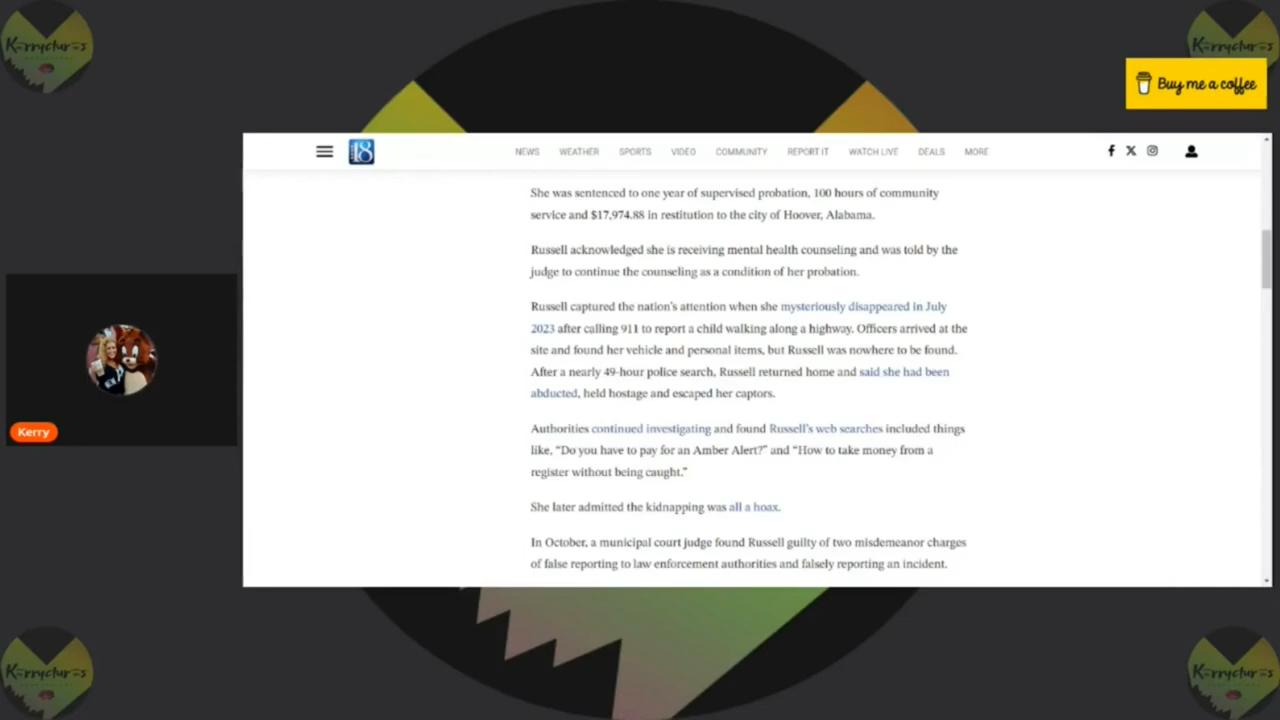 Kerryctur=s
Kerryctur=s
Buy me a coffee
18
NEWS WEATHER SPORTS VIDEO COMMUNITY REPORT IT WATCH LIVE DEALS MORE
She was sentenced to one year of supervised probation, 100 hours of community
service and $17,974.88 in restitution to the city of Hoover, Alabama.
Russell acknowledged she is receiving mental health counseling and was told by the
judge to continue the counseling as a condition of her probation.
Russell captured the nation’s attention when she mysteriously disappeared in July
2023 after calling 911 to report a child walking along a highway. Officers arrived at the
site and found her vehicle and personal items, but Russell was nowhere to be found.
After a nearly 49-hour police search, Russell returned home and said she had been
abducted, held hostage and escaped her captors.
Authorities continued investigating and found Russell’s web searches included things
like, “Do you have to pay for an Amber Alert?” and “How to take money from a
register without being caught.”
She later admitted the kidnapping was all a hoax.
In October, a municipal court judge found Russell guilty of two misdemeanor charges
of false reporting to law enforcement authorities and falsely reporting an incident.
Kerry
Kerryctur=s
Kerryctur=s